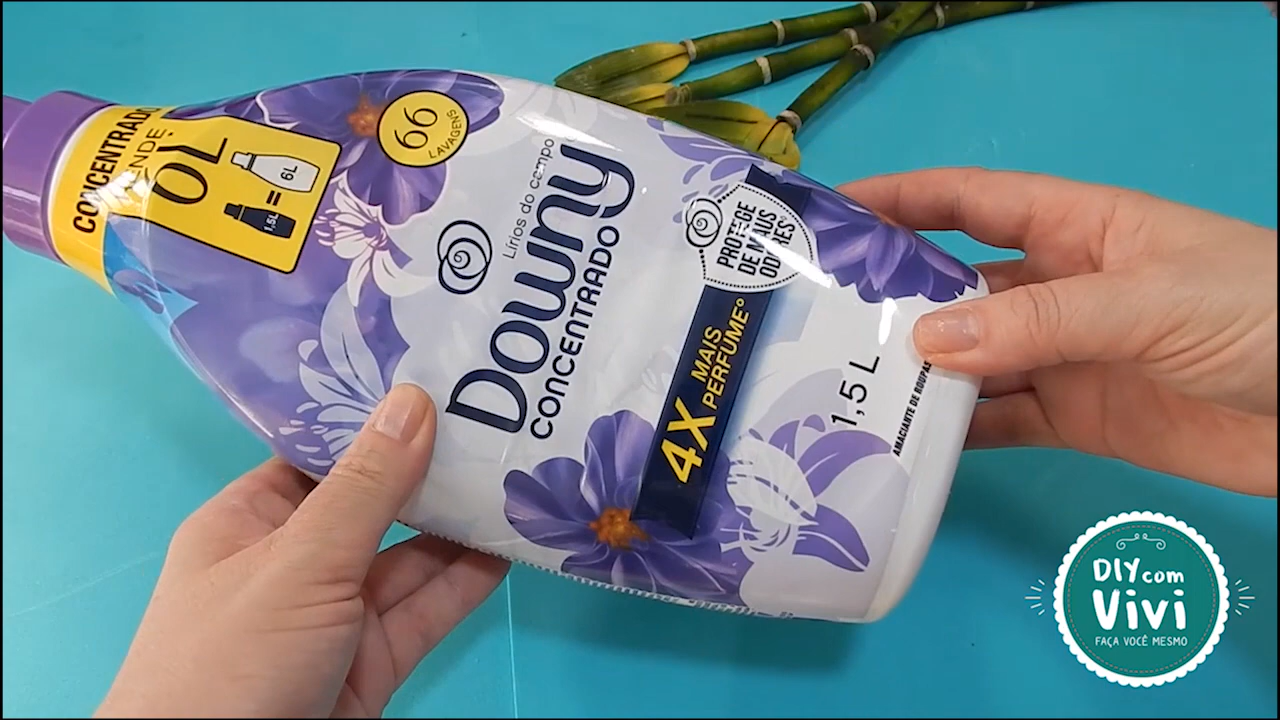 CONCENTRADO
6L
1,5L
= 6L
66
LAVAGENS
Lírios do campo
Downy
CONCENTRADO
PROTEGE
DE MAUS
ODORES
4X MAIS
PERFUME
1,5 L
AMACIANTE DE ROUPAS
DIY com
Vivi
FAÇA VOCÊ MESMO